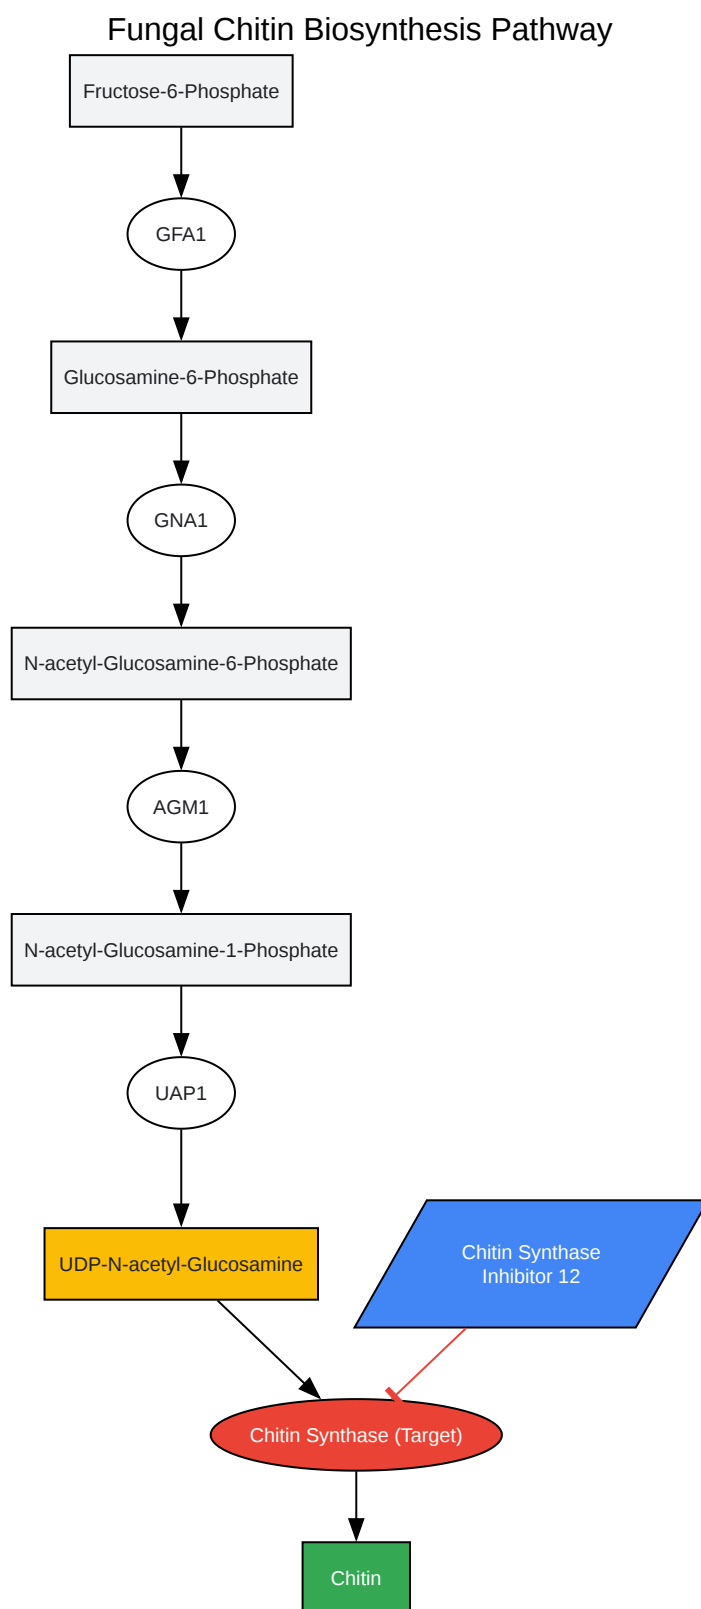 Fungal Chitin Biosynthesis Pathway
Fructose-6-Phosphate
GFA1
Glucosamine-6-Phosphate
GNA1
N-acetyl-Glucosamine-6-Phosphate
AGM1
N-acetyl-Glucosamine-1-Phosphate
UAP1
UDP-N-acetyl-Glucosamine
Chitin Synthase
Inhibitor 12
Chitin Synthase (Target)
Chitin